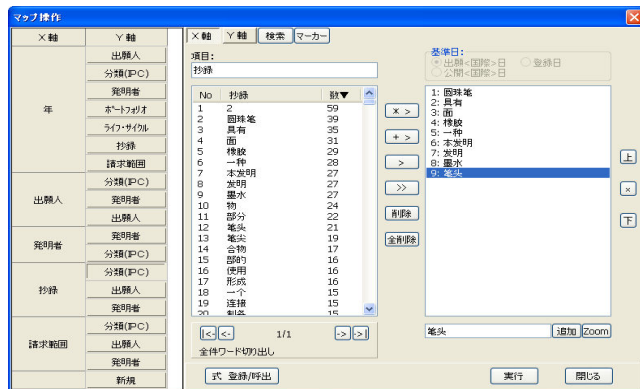 マップ操作
X 軸
Y 軸
年
出願人
分類(IPC)
発明者
ポートフォリオ
ライフ・サイクル
抄録
請求範囲
出願人
分類(IPC)
発明者
出願人
発明者
発明者
分類(IPC)
抄録
分類(IPC)
出願人
発明者
請求範囲
分類(IPC)
出願人
発明者
新規
X 軸
Y 軸
検索
マーカー
項目:
抄録
No 抄録 数▼
1 2 59
2 圆珠笔 39
3 具有 35
4 面 31
5 橡胶 29
6 一种 28
7 本发明 27
8 发明 27
9 墨水 27
10 物 24
11 部分 22
12 笔头 21
13 笔尖 19
14 合物 17
15 部的 16
16 使用 16
17 形成 16
18 一个 15
19 连接 15
20 制备 15
|<-
<-
1/1
->
->|
全件ワード切り出し
式 登録/呼出
* >
+ >
>
>>
削除
全削除
基準日:
出願<国際>日
登録日
公開<国際>日
1: 圆珠笔
2: 具有
3: 面
4: 橡胶
5: 一种
6: 本发明
7: 发明
8: 墨水
9: 笔头
上
×
下
笔头
追加
Zoom
実行
閉じる